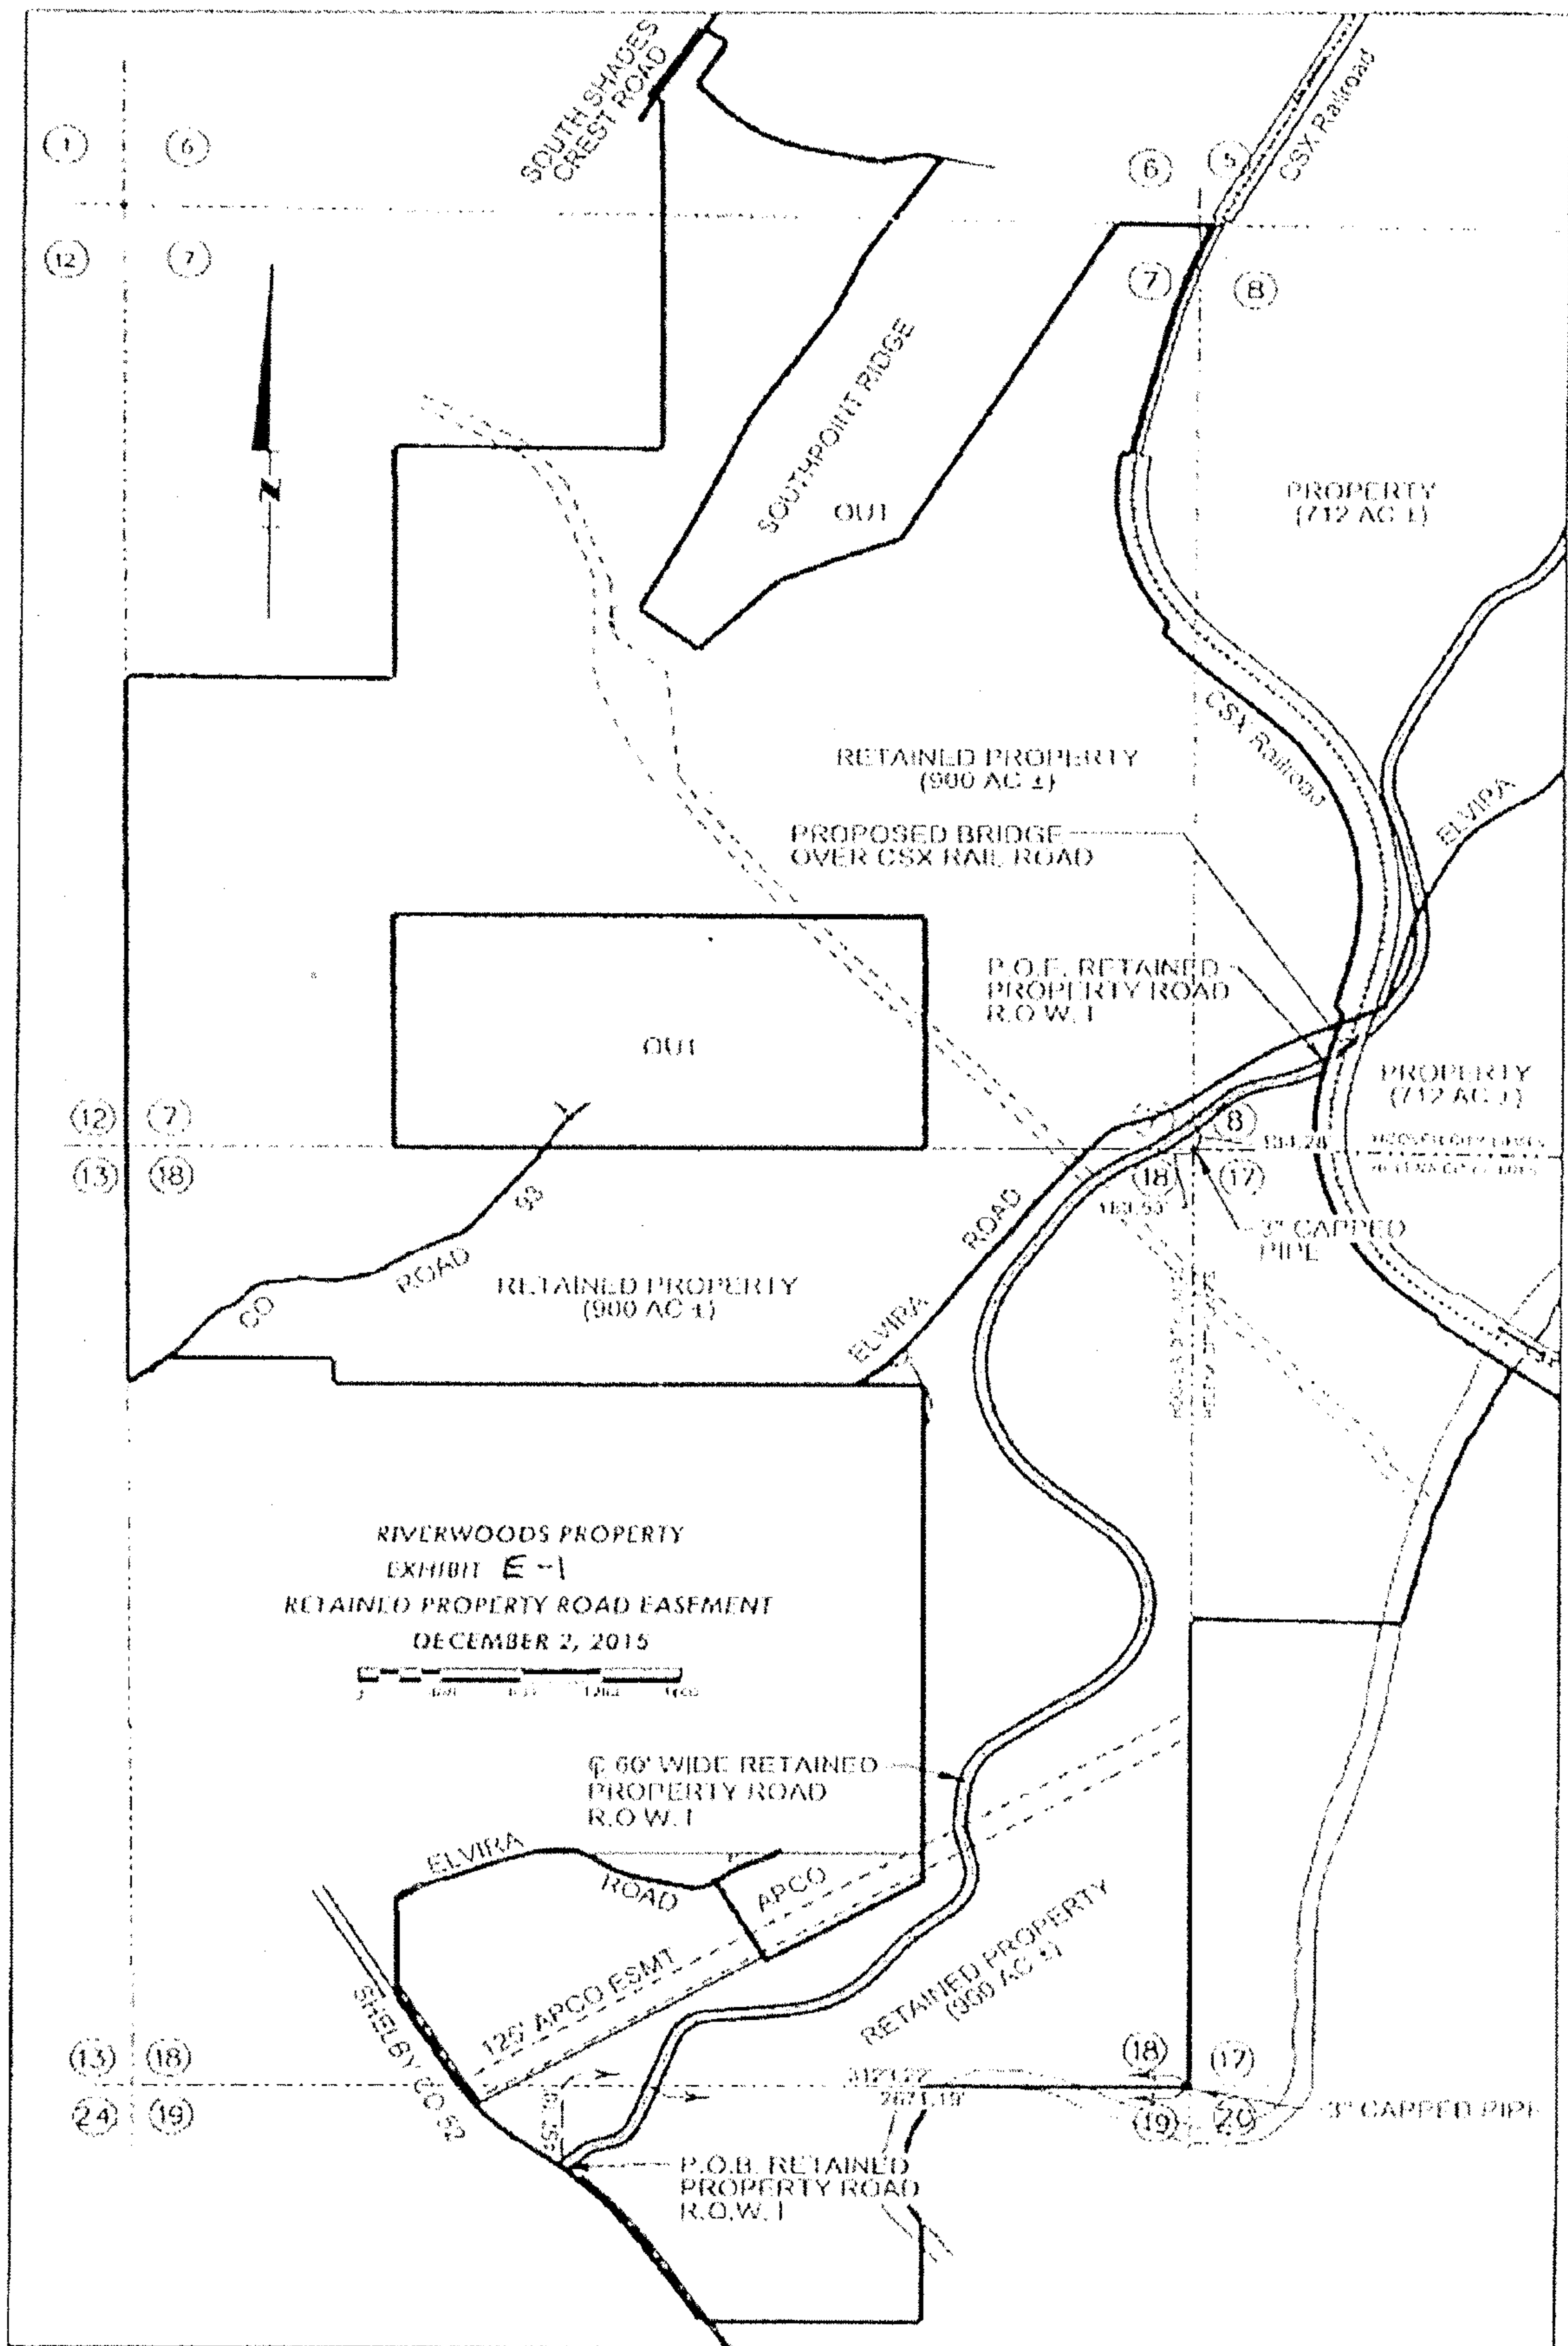 SOUTH SHADES
CREST ROAD
CSX Railroad
1
6
6
5
12
7
7
8
N
SOUTHPOINT RIDGE
OUT
PROPERTY
(712 AC ±)
CSX Railroad
RETAINED PROPERTY
(900 AC ±)
ELVIRA
PROPOSED BRIDGE
OVER CSX RAIL ROAD
P.O.E. RETAINED
PROPERTY ROAD
R.O.W. 1
OUT
PROPERTY
(712 AC ±)
12
7
8
13
18
18
17
3" CAPPED
PIPE
CO
ROAD
93
ROAD
ELVIRA
RETAINED PROPERTY
(900 AC ±)
RIVERWOODS PROPERTY
EXHIBIT E-1
RETAINED PROPERTY ROAD EASEMENT
DECEMBER 2, 2015
℄ 60' WIDE RETAINED
PROPERTY ROAD
R.O.W. 1
ELVIRA
ROAD
APCO
120' APCO ESMT
RETAINED PROPERTY
(900 AC ±)
SHELBY CO 52
13
18
18
17
24
19
3123.22'
2671.19'
19
20
3" CAPPED PIPE
P.O.B. RETAINED
PROPERTY ROAD
R.O.W. 1